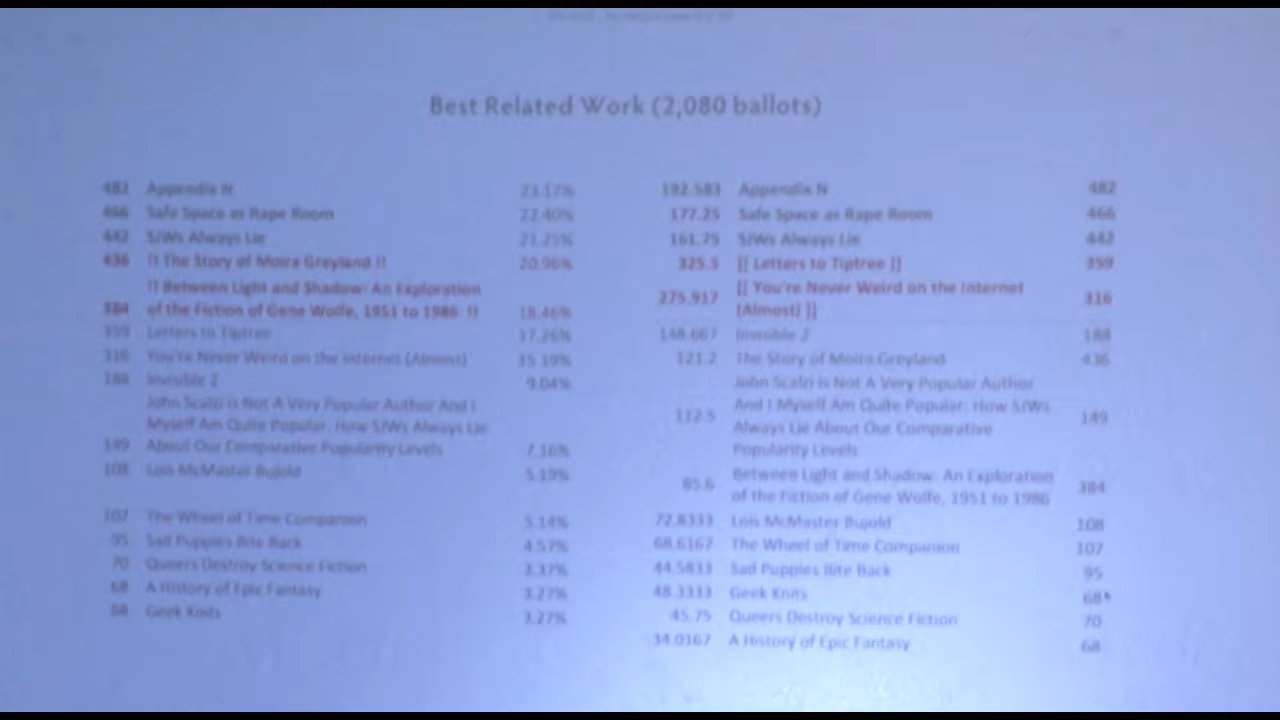 Best Related Work (2,080 ballots)
482 Appendix N 23.17% 192.583 Appendix N 482
466 Safe Space as Rape Room 22.40% 177.25 Safe Space as Rape Room 466
442 SJWs Always Lie 21.25% 161.75 SJWs Always Lie 442
436 !! The Story of Moira Greyland !! 20.96% 325.5 [[ Letters to Tiptree ]] 359
!! Between Light and Shadow: An Exploration
384 of the Fiction of Gene Wolfe, 1951 to 1986 !! 18.46%
275.917 [[ You're Never Weird on the Internet 316
(Almost) ]]
359 Letters to Tiptree 17.26% 148.667 Invisible 2 188
316 You're Never Weird on the Internet (Almost) 15.19% 121.2 The Story of Moira Greyland 436
188 Invisible 2 9.04%
John Scalzi is Not A Very Popular Author And I
Myself Am Quite Popular: How SJWs Always Lie
149 About Our Comparative Popularity Levels 7.16%
John Scalzi is Not A Very Popular Author
112.5 And I Myself Am Quite Popular: How SJWs 149
Always Lie About Our Comparative
Popularity Levels
108 Lois McMaster Bujold 5.19%
85.6 Between Light and Shadow: An Exploration 384
of the Fiction of Gene Wolfe, 1951 to 1986
107 The Wheel of Time Companion 5.14% 72.8333 Lois McMaster Bujold 108
95 Sad Puppies Bite Back 4.57% 68.6167 The Wheel of Time Companion 107
70 Queers Destroy Science Fiction 3.37% 44.5833 Sad Puppies Bite Back 95
68 A History of Epic Fantasy 3.27% 48.3333 Geek Knits 68*
68 Geek Knits 3.27% 45.75 Queers Destroy Science Fiction 70
34.0167 A History of Epic Fantasy 68